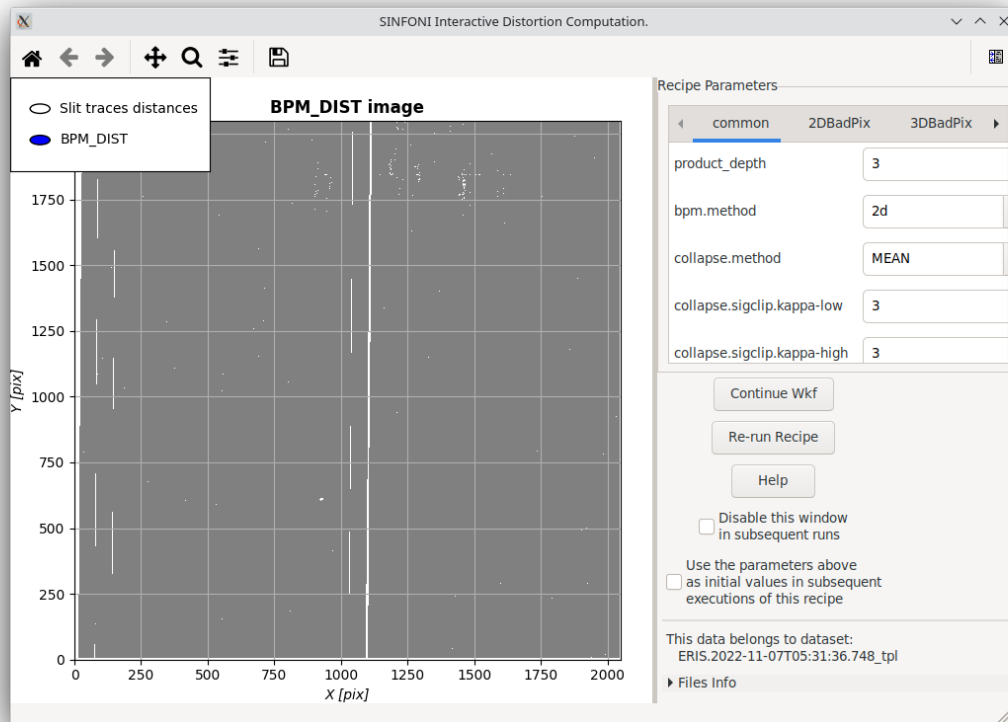 SINFONI Interactive Distortion Computation.
Slit traces distances
BPM_DIST
BPM_DIST image
1750
1500
1250
1000
750
500
250
0
Y [pix]
0 250 500 750 1000 1250 1500 1750 2000
X [pix]
Recipe Parameters
common 2DBadPix 3DBadPix
product_depth 3
bpm.method 2d
collapse.method MEAN
collapse.sigclip.kappa-low 3
collapse.sigclip.kappa-high 3
Continue Wkf
Re-run Recipe
Help
Disable this window
in subsequent runs
Use the parameters above
as initial values in subsequent
executions of this recipe
This data belongs to dataset:
ERIS.2022-11-07T05:31:36.748_tpl
Files Info